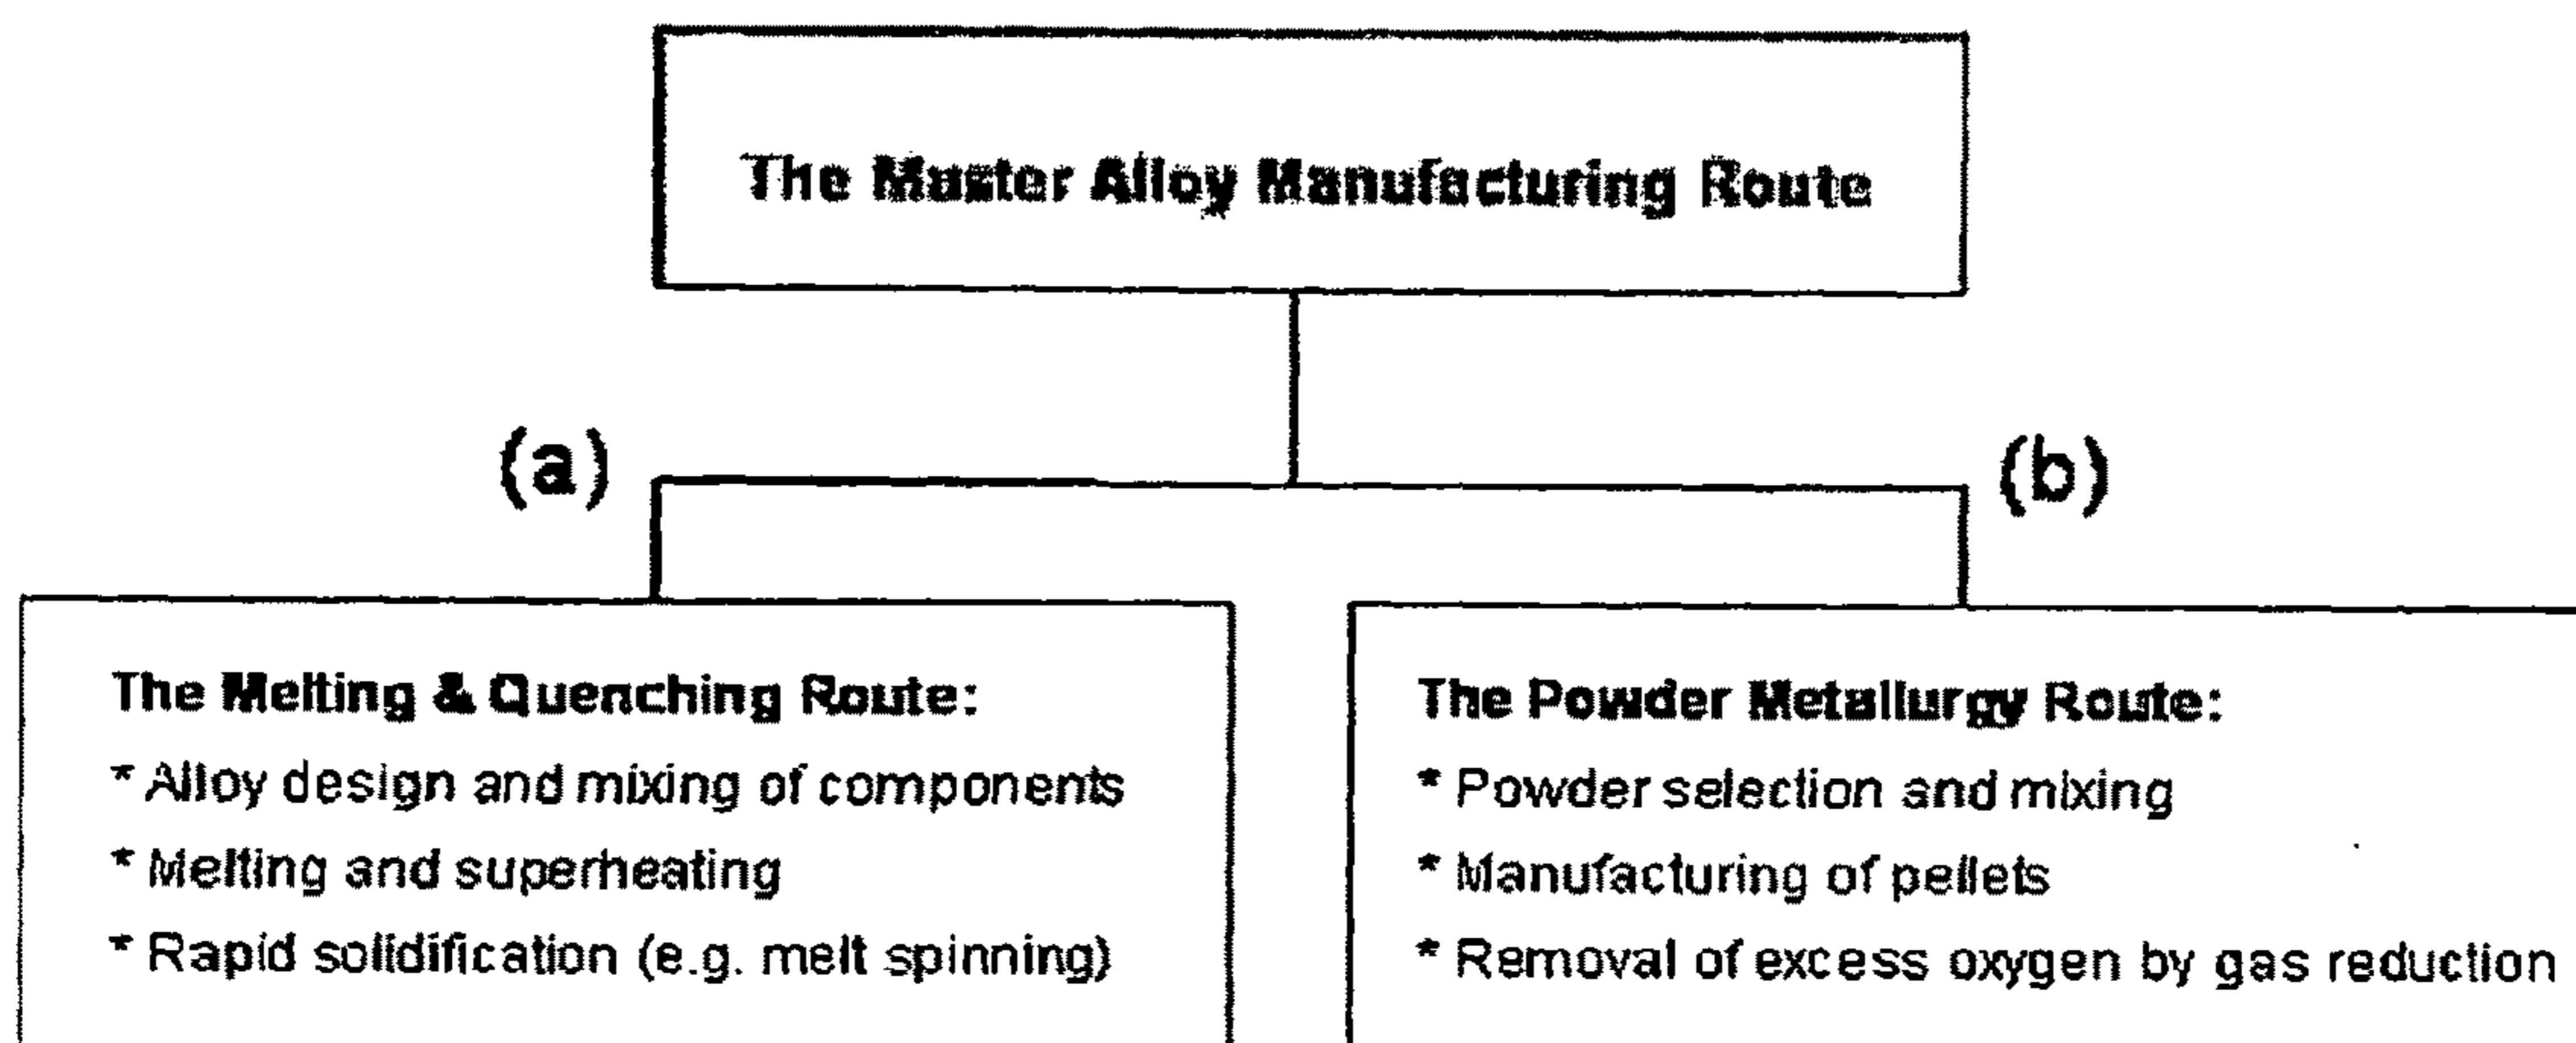 The Master Alloy Manufacturing Route
(a)
(b)
The Melting & Quenching Route:
* Alloy design and mixing of components
* Melting and superheating
* Rapid solidification (e.g. melt spinning)
The Powder Metallurgy Route:
* Powder selection and mixing
* Manufacturing of pellets
* Removal of excess oxygen by gas reduction